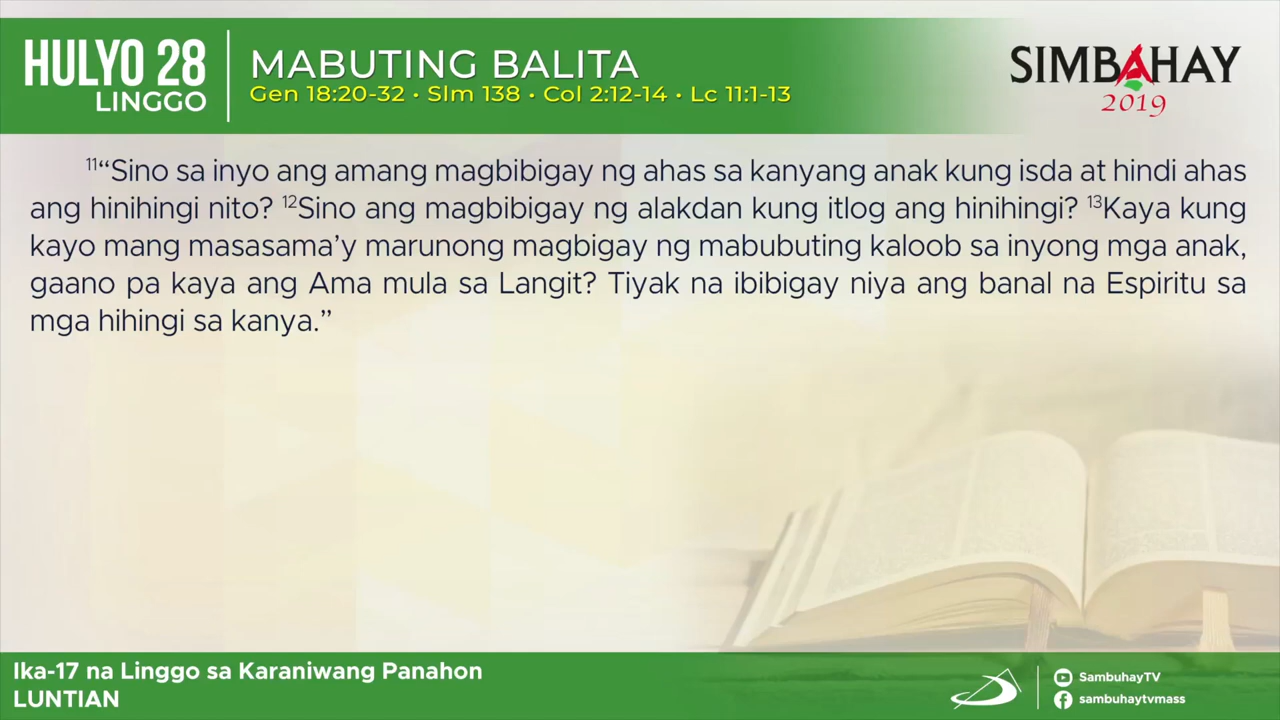 HULYO 28
LINGGO
MABUTING BALITA
Gen 18:20-32 • Slm 138 • Col 2:12-14 • Lc 11:1-13
SIMBAHAY
2019
11“Sino sa inyo ang amang magbibigay ng ahas sa kanyang anak kung isda at hindi ahas
ang hinihingi nito? 12Sino ang magbibigay ng alakdan kung itlog ang hinihingi? 13Kaya kung
kayo mang masasama’y marunong magbigay ng mabubuting kaloob sa inyong mga anak,
gaano pa kaya ang Ama mula sa Langit? Tiyak na ibibigay niya ang banal na Espiritu sa
mga hihingi sa kanya.”
Ika-17 na Linggo sa Karaniwang Panahon
LUNTIAN
SambuhayTV
sambuhaytvmass